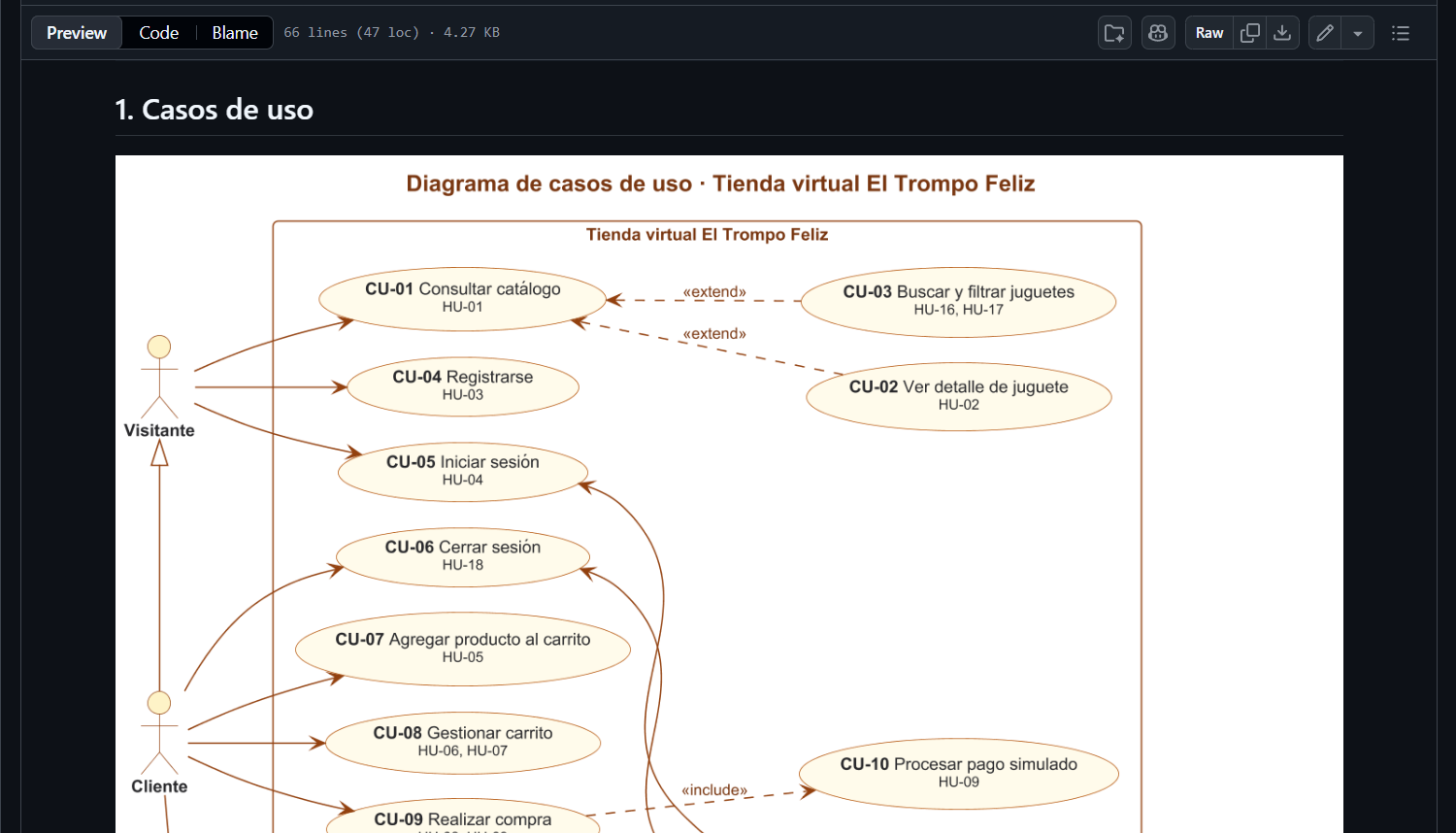 Preview Code Blame 66 lines (47 loc) · 4.27 KB Raw
1. Casos de uso
Diagrama de casos de uso · Tienda virtual El Trompo Feliz
Tienda virtual El Trompo Feliz
CU-01 Consultar catálogo
HU-01
«extend»
CU-03 Buscar y filtrar juguetes
HU-16, HU-17
«extend»
CU-04 Registrarse
HU-03
CU-02 Ver detalle de juguete
HU-02
Visitante
CU-05 Iniciar sesión
HU-04
CU-06 Cerrar sesión
HU-18
CU-07 Agregar producto al carrito
HU-05
CU-08 Gestionar carrito
HU-06, HU-07
CU-10 Procesar pago simulado
HU-09
Cliente
«include»
CU-09 Realizar compra